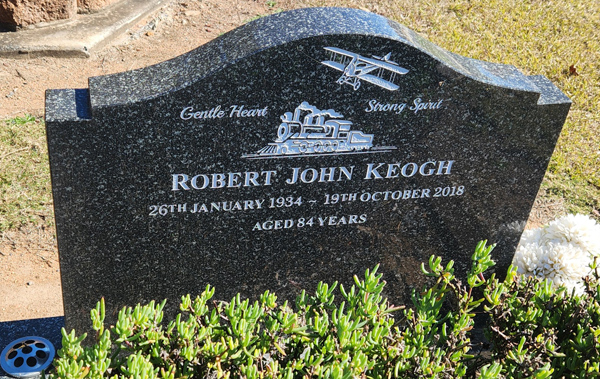 Gentle Heart Strong Spirit
ROBERT JOHN KEOGH
26TH JANUARY 1934 ~ 19TH OCTOBER 2018
AGED 84 YEARS